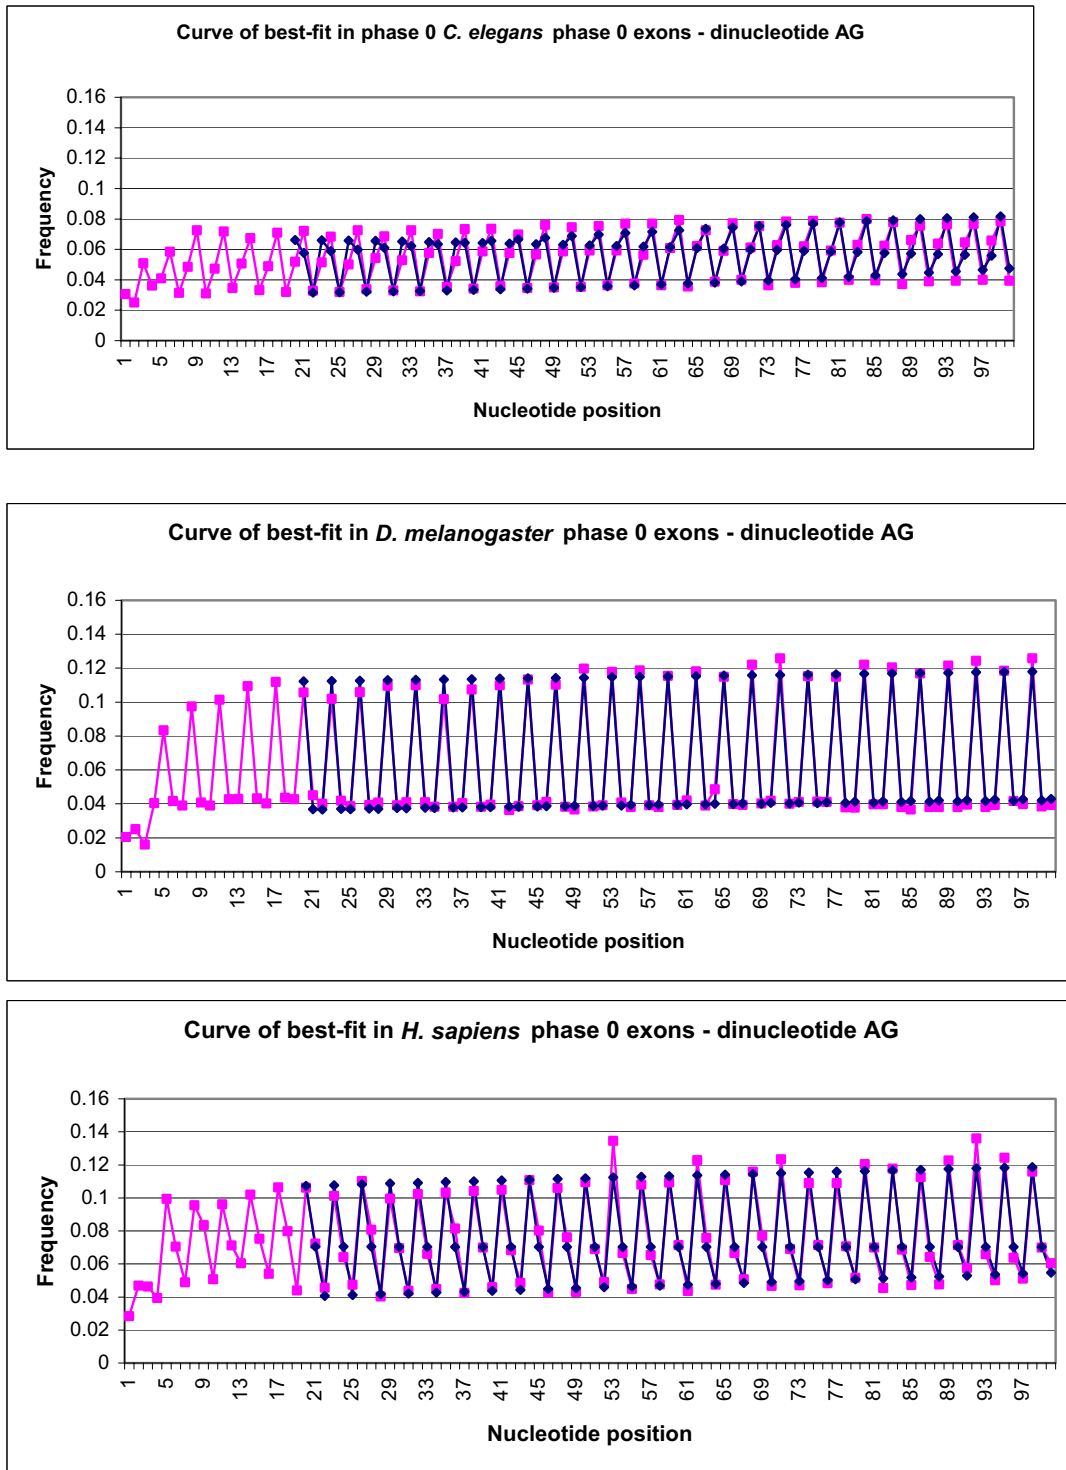 Curve of best-fit in phase 0 C. elegans phase 0 exons - dinucleotide AG
0.16
0.14
0.12
0.1
0.08
0.06
0.04
0.02
0
Frequency
1 5 9 13 17 21 25 29 33 37 41 45 49 53 57 61 65 69 73 77 81 85 89 93 97
Nucleotide position
Curve of best-fit in D. melanogaster phase 0 exons - dinucleotide AG
0.16
0.14
0.12
0.1
0.08
0.06
0.04
0.02
0
Frequency
1 5 9 13 17 21 25 29 33 37 41 45 49 53 57 61 65 69 73 77 81 85 89 93 97
Nucleotide position
Curve of best-fit in H. sapiens phase 0 exons - dinucleotide AG
0.16
0.14
0.12
0.1
0.08
0.06
0.04
0.02
0
Frequency
1 5 9 13 17 21 25 29 33 37 41 45 49 53 57 61 65 69 73 77 81 85 89 93 97
Nucleotide position